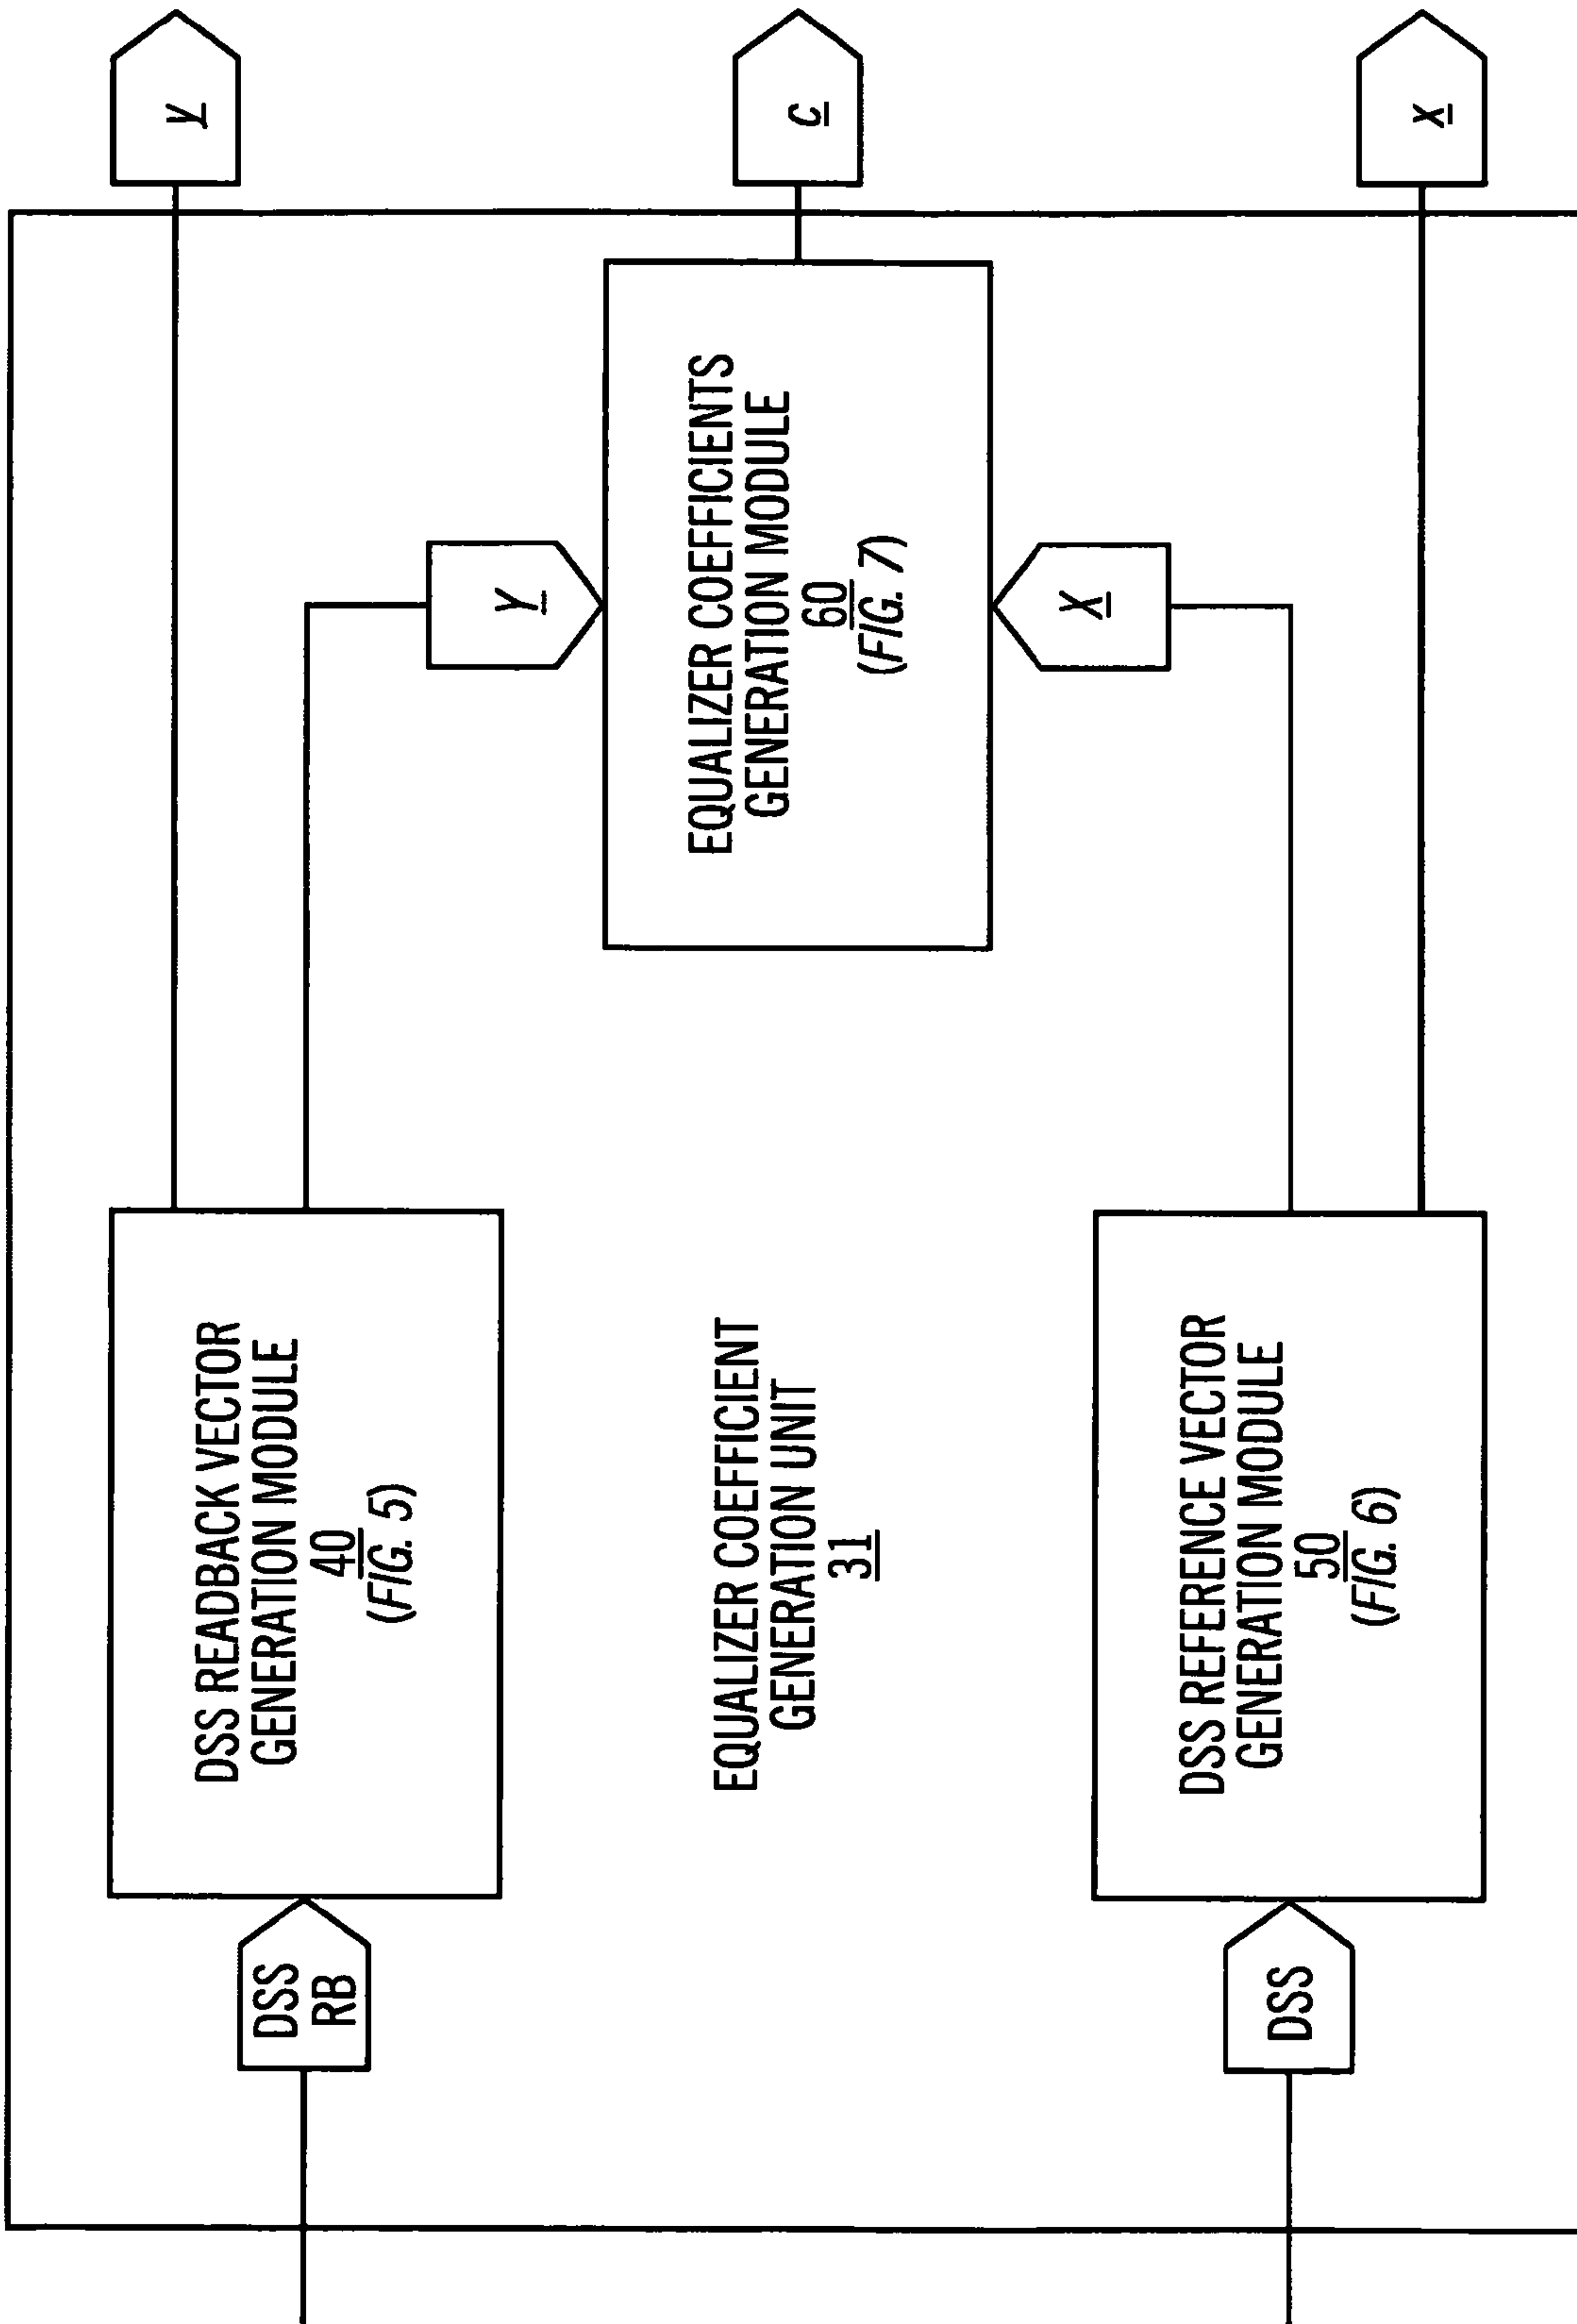 DSS
RB
DSS READBACK VECTOR
GENERATION MODULE
40
(FIG. 5)
y
Y
EQUALIZER COEFFICIENT
GENERATION UNIT
31
EQUALIZER COEFFICIENTS
GENERATION MODULE
60
(FIG. 7)
c
X
DSS
DSS REFERENCE VECTOR
GENERATION MODULE
50
(FIG. 6)
x